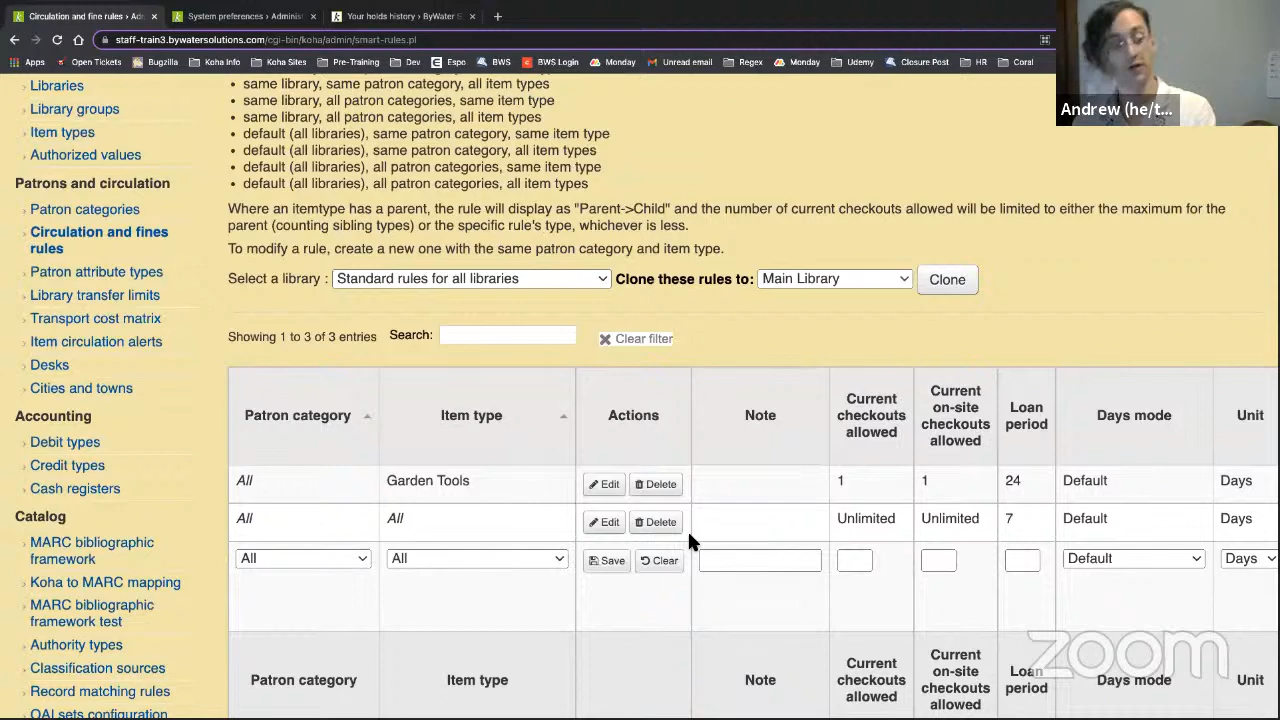 Circulation and fine rules › Adm
System preferences › Administ
Your holds history › ByWater S
staff-train3.bywatersolutions.com/cgi-bin/koha/admin/smart-rules.pl
Apps Open Tickets Bugzilla Koha Info Koha Sites Pre-Training Dev Espo BWS BWS Login Monday Unread email Regex Monday Udemy Closure Post HR Coral
Andrew (he/t...
Libraries
Library groups
Item types
Authorized values
Patrons and circulation
Patron categories
Circulation and fines
rules
Patron attribute types
Library transfer limits
Transport cost matrix
Item circulation alerts
Desks
Cities and towns
Accounting
Debit types
Credit types
Cash registers
Catalog
MARC bibliographic
framework
Koha to MARC mapping
MARC bibliographic
framework test
Authority types
Classification sources
Record matching rules
OAI sets configuration
same library, same patron category, all item types
same library, all patron categories, same item type
same library, all patron categories, all item types
default (all libraries), same patron category, same item type
default (all libraries), same patron category, all item types
default (all libraries), all patron categories, same item type
default (all libraries), all patron categories, all item types
Where an itemtype has a parent, the rule will display as "Parent->Child" and the number of current checkouts allowed will be limited to either the maximum for the
parent (counting sibling types) or the specific rule's type, whichever is less.
To modify a rule, create a new one with the same patron category and item type.
Select a library : Standard rules for all libraries Clone these rules to: Main Library Clone
Showing 1 to 3 of 3 entries Search: Clear filter
Patron category Item type Actions Note Current checkouts allowed Current on-site checkouts allowed Loan period Days mode Unit
All Garden Tools Edit Delete 1 1 24 Default Days
All All Edit Delete Unlimited Unlimited 7 Default Days
All All Save Clear Default Days
Patron category Item type Note Current checkouts allowed Current on-site checkouts allowed Loan period Days mode Unit
zoom